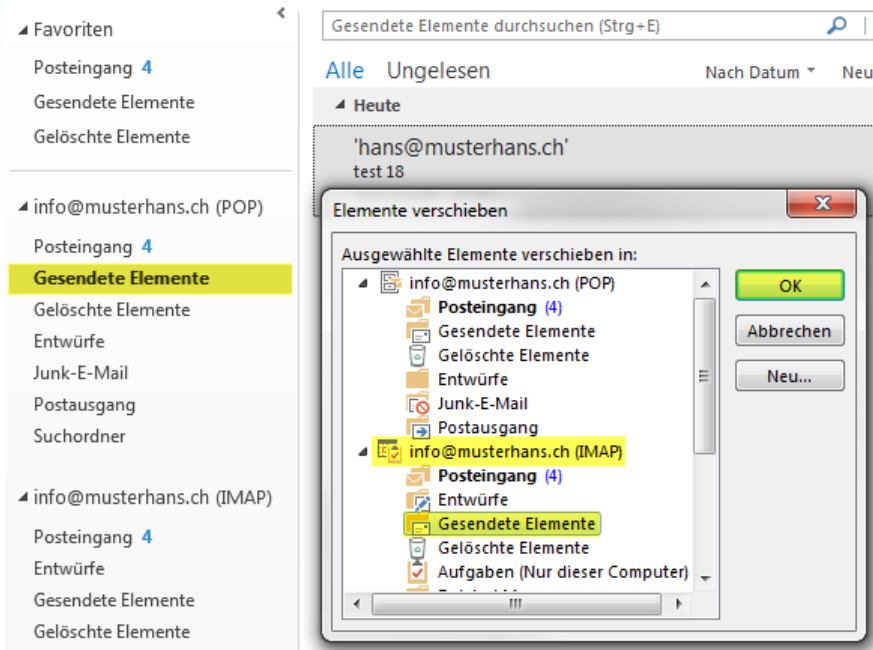 Favoriten
Posteingang 4
Gesendete Elemente
Gelöschte Elemente
info@musterhans.ch (POP)
Posteingang 4
Gesendete Elemente
Gelöschte Elemente
Entwürfe
Junk-E-Mail
Postausgang
Suchordner
info@musterhans.ch (IMAP)
Posteingang 4
Entwürfe
Gesendete Elemente
Gelöschte Elemente
Gesendete Elemente durchsuchen (Strg+E)
Alle Ungelesen Nach Datum Neu
Heute
'hans@musterhans.ch'
test 18
Elemente verschieben
Ausgewählte Elemente verschieben in:
info@musterhans.ch (POP)
Posteingang (4)
Gesendete Elemente
Gelöschte Elemente
Entwürfe
Junk-E-Mail
Postausgang
info@musterhans.ch (IMAP)
Posteingang (4)
Entwürfe
Gesendete Elemente
Gelöschte Elemente
Aufgaben (Nur dieser Computer)
OK
Abbrechen
Neu...